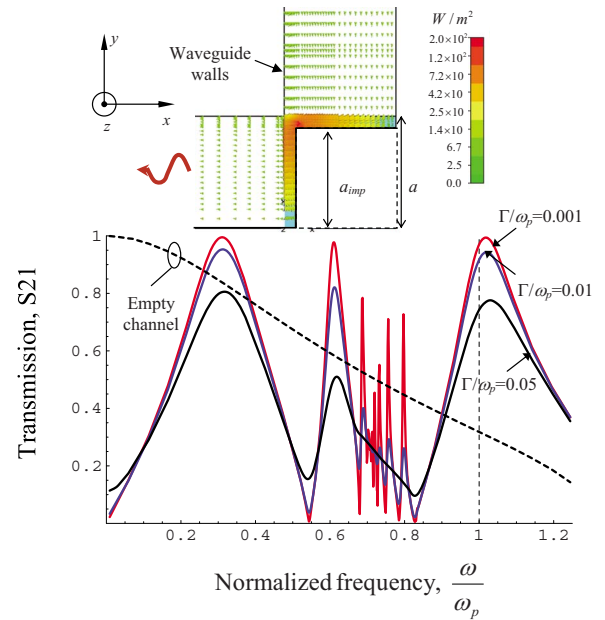 y
x
z
Waveguide
walls
W / m²
2.0×10²
1.2×10²
7.2×10
4.2×10
2.5×10
1.4×10
6.7
2.5
0.0
a_imp
a
Γ/ω_p=0.001
Γ/ω_p=0.01
Γ/ω_p=0.05
Empty
channel
Transmission, S21
1
0.8
0.6
0.4
0.2
0.2 0.4 0.6 0.8 1 1.2
Normalized frequency, ω/ω_p